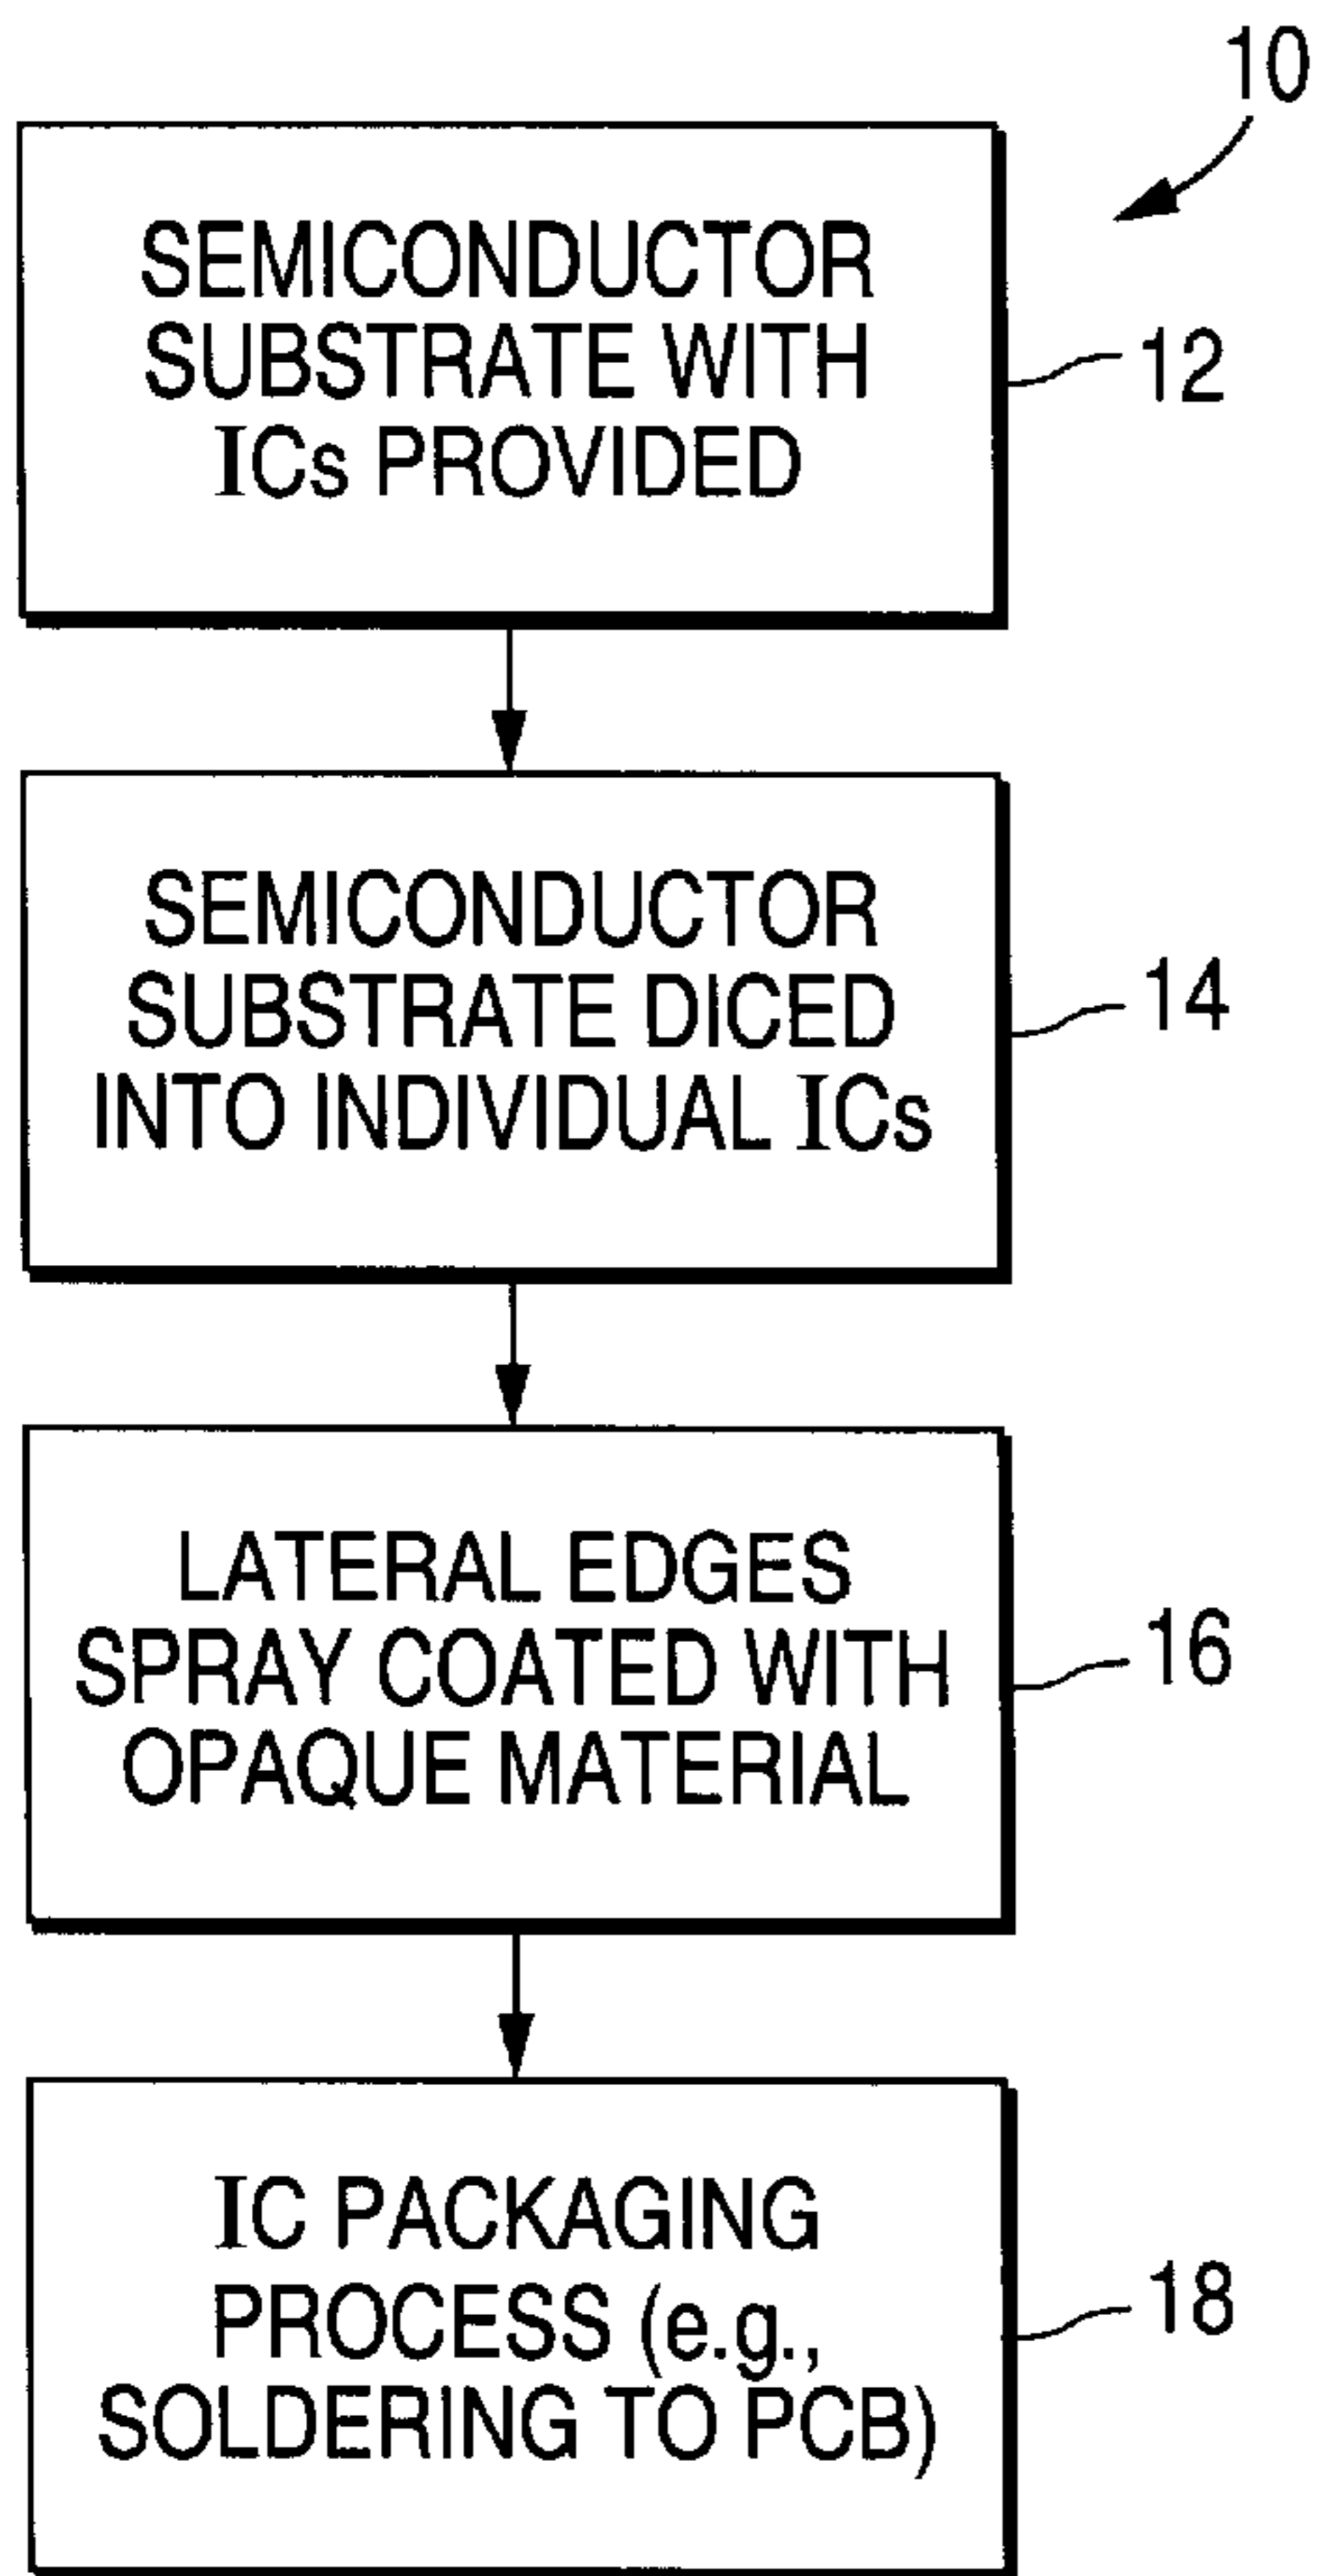 10
SEMICONDUCTOR
SUBSTRATE WITH
ICs PROVIDED
12
SEMICONDUCTOR
SUBSTRATE DICED
INTO INDIVIDUAL ICs
14
LATERAL EDGES
SPRAY COATED WITH
OPAQUE MATERIAL
16
IC PACKAGING
PROCESS (e.g.,
SOLDERING TO PCB)
18